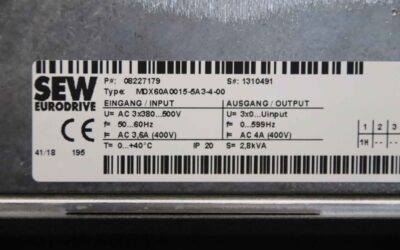 P#: 08227179 S#: 1310491
SEW
EURODRIVE
Type: MDX60A0015-5A3-4-00
EINGANG / INPUT AUSGANG / OUTPUT
U= AC 3x380...500V U= 3x0...Uinput
f= 50...60Hz f= 0...599Hz
I= AC 3,6A (400V) I= AC 4A (400V)
T= 0...+40°C IP 20 S= 2,8kVA
CE
41/18 195
1 2 3
1H -- --